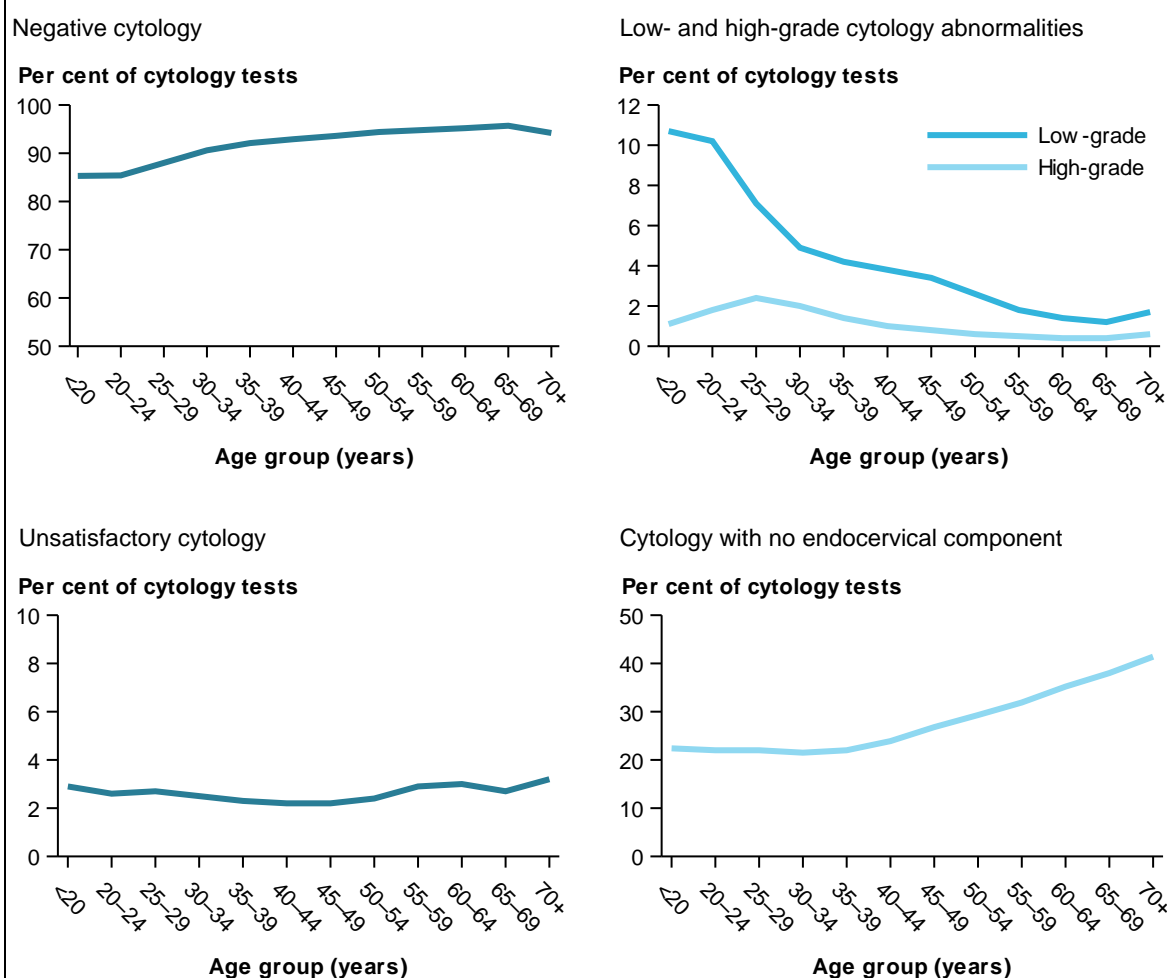 Negative cytology
Per cent of cytology tests
100
90
80
70
60
50
<20 20–24 25–29 30–34 35–39 40–44 45–49 50–54 55–59 60–64 65–69 70+
Age group (years)
Low- and high-grade cytology abnormalities
Per cent of cytology tests
12
10
8
6
4
2
0
Low-grade
High-grade
<20 20–24 25–29 30–34 35–39 40–44 45–49 50–54 55–59 60–64 65–69 70+
Age group (years)
Unsatisfactory cytology
Per cent of cytology tests
10
8
6
4
2
0
<20 20–24 25–29 30–34 35–39 40–44 45–49 50–54 55–59 60–64 65–69 70+
Age group (years)
Cytology with no endocervical component
Per cent of cytology tests
50
40
30
20
10
0
<20 20–24 25–29 30–34 35–39 40–44 45–49 50–54 55–59 60–64 65–69 70+
Age group (years)